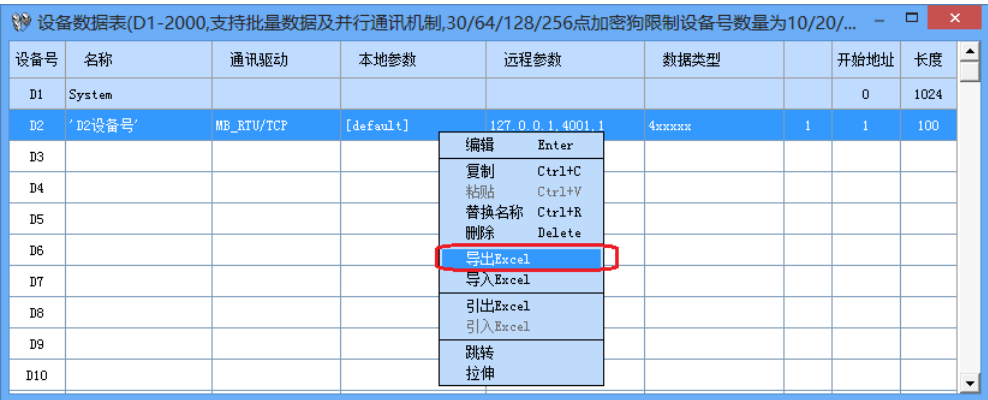 设备数据表(D1-2000,支持批量数据及并行通讯机制,30/64/128/256点加密狗限制设备号数量为10/20/...
设备号 名称 通讯驱动 本地参数 远程参数 数据类型 开始地址 长度
D1 System 0 1024
D2 'D2设备号' MB_RTU/TCP [default] 127.0.0.1,4001,1 4xxxxx 1 1 100
编辑 Enter
D3
复制 Ctrl+C
粘贴 Ctrl+V
D4
替换名称 Ctrl+R
D5
删除 Delete
D6
导出Excel
导入Excel
D7
引出Excel
D8
引入Excel
D9
跳转
拉伸
D10